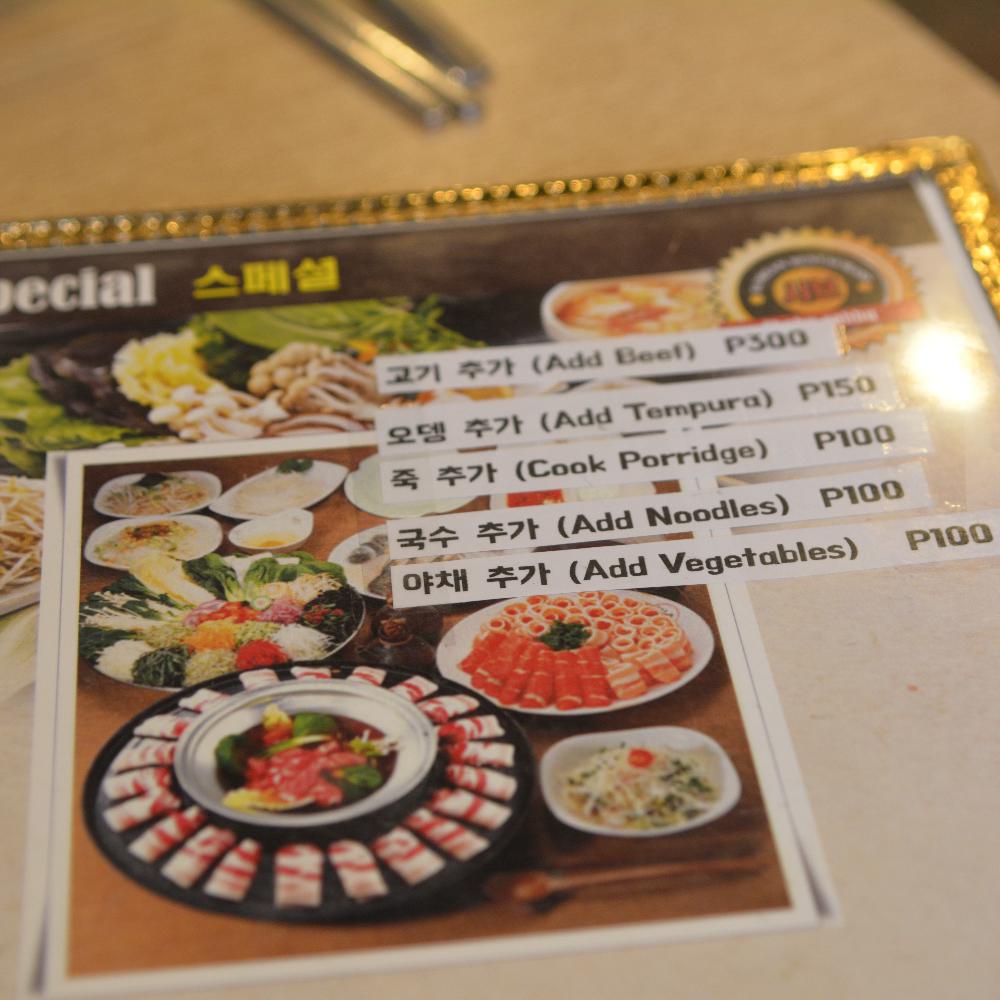 pecial 스페셜
고기 추가 (Add Beef) P300
오뎅 추가 (Add Tempura) P150
죽 추가 (Cook Porridge) P100
국수 추가 (Add Noodles) P100
야채 추가 (Add Vegetables) P100